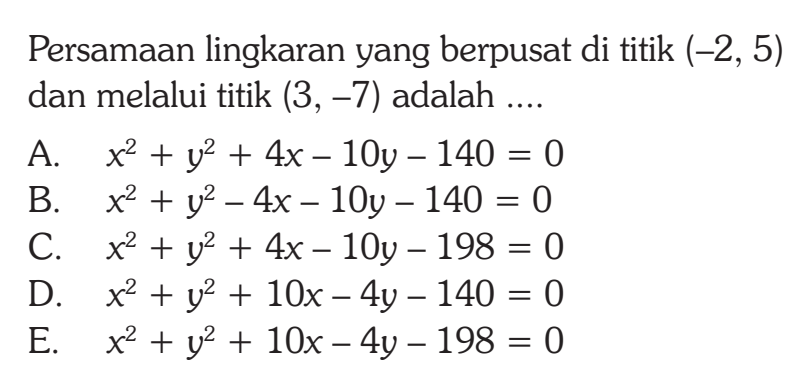 Persamaan lingkaran yang berpusat di titik (–2, 5)
dan melalui titik (3, –7) adalah ....
A. x² + y² + 4x – 10y – 140 = 0
B. x² + y² – 4x – 10y – 140 = 0
C. x² + y² + 4x – 10y – 198 = 0
D. x² + y² + 10x – 4y – 140 = 0
E. x² + y² + 10x – 4y – 198 = 0